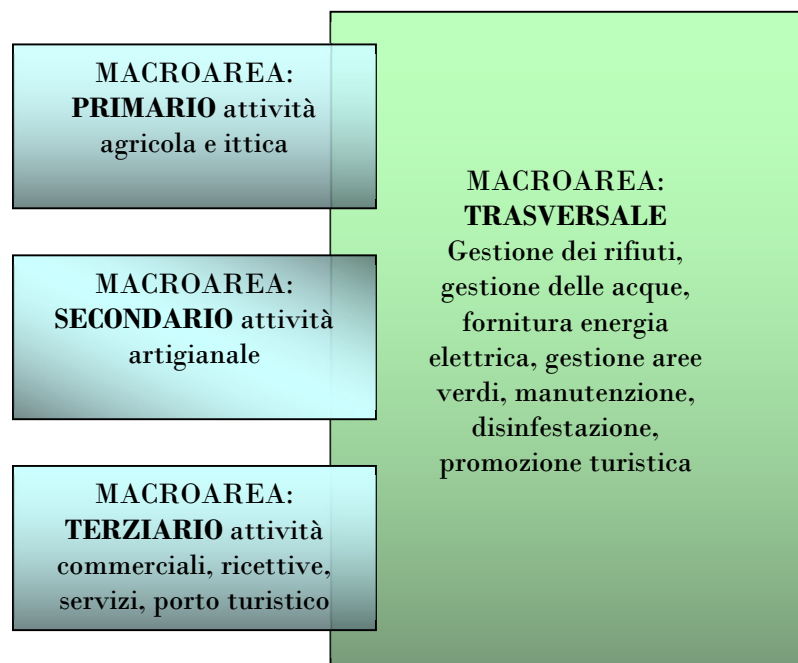 MACROAREA:
PRIMARIO attività
agricola e ittica
MACROAREA:
SECONDARIO attività
artigianale
MACROAREA:
TERZIARIO attività
commerciali, ricettive,
servizi, porto turistico
MACROAREA:
TRASVERSALE
Gestione dei rifiuti,
gestione delle acque,
fornitura energia
elettrica, gestione aree
verdi, manutenzione,
disinfestazione,
promozione turistica